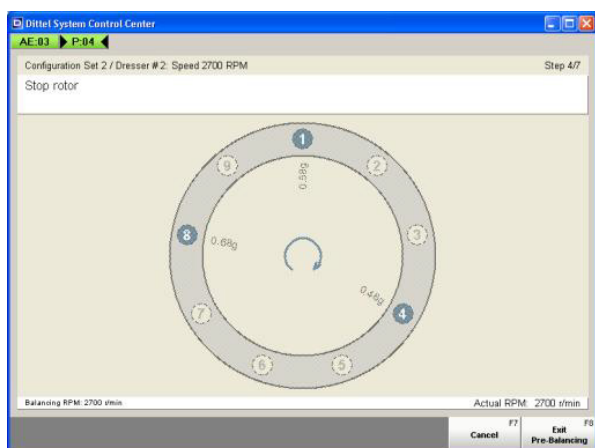 Dittel System Control Center
AE:03 P:04
Configuration Set 2 / Dresser # 2: Speed 2700 RPM Step 4/7
Stop rotor
1
9 2
0.58g
8 0.68g 3
0.48g 4
7
6 5
Balancing RPM: 2700 r/min Actual RPM: 2700 r/min
F7 F8
Cancel Exit
Pre-Balancing